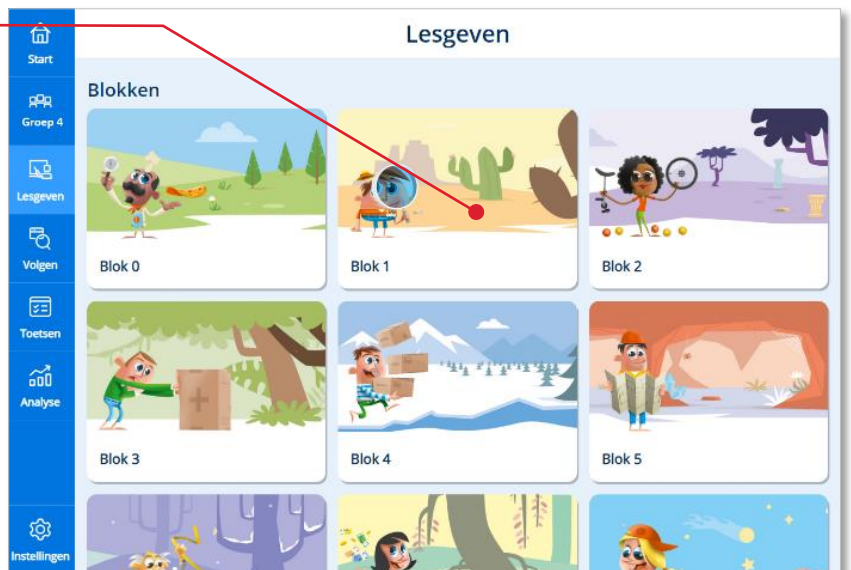 Lesgeven
Start
Groep 4
Lesgeven
Volgen
Toetsen
Analyse
Instellingen
Blokken
Blok 0
Blok 1
Blok 2
Blok 3
Blok 4
Blok 5